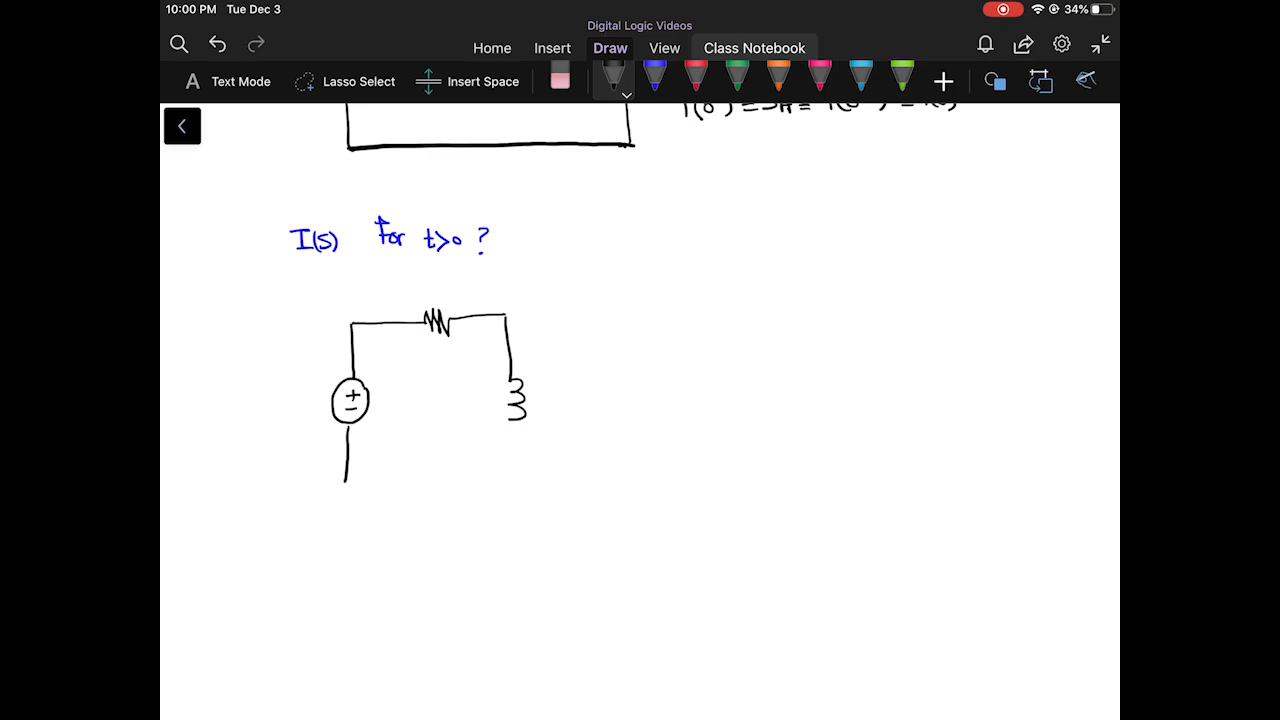 10:00 PM Tue Dec 3
34%
Digital Logic Videos
Home Insert Draw View Class Notebook
Text Mode Lasso Select Insert Space
I(s) for t>0 ?
+
-